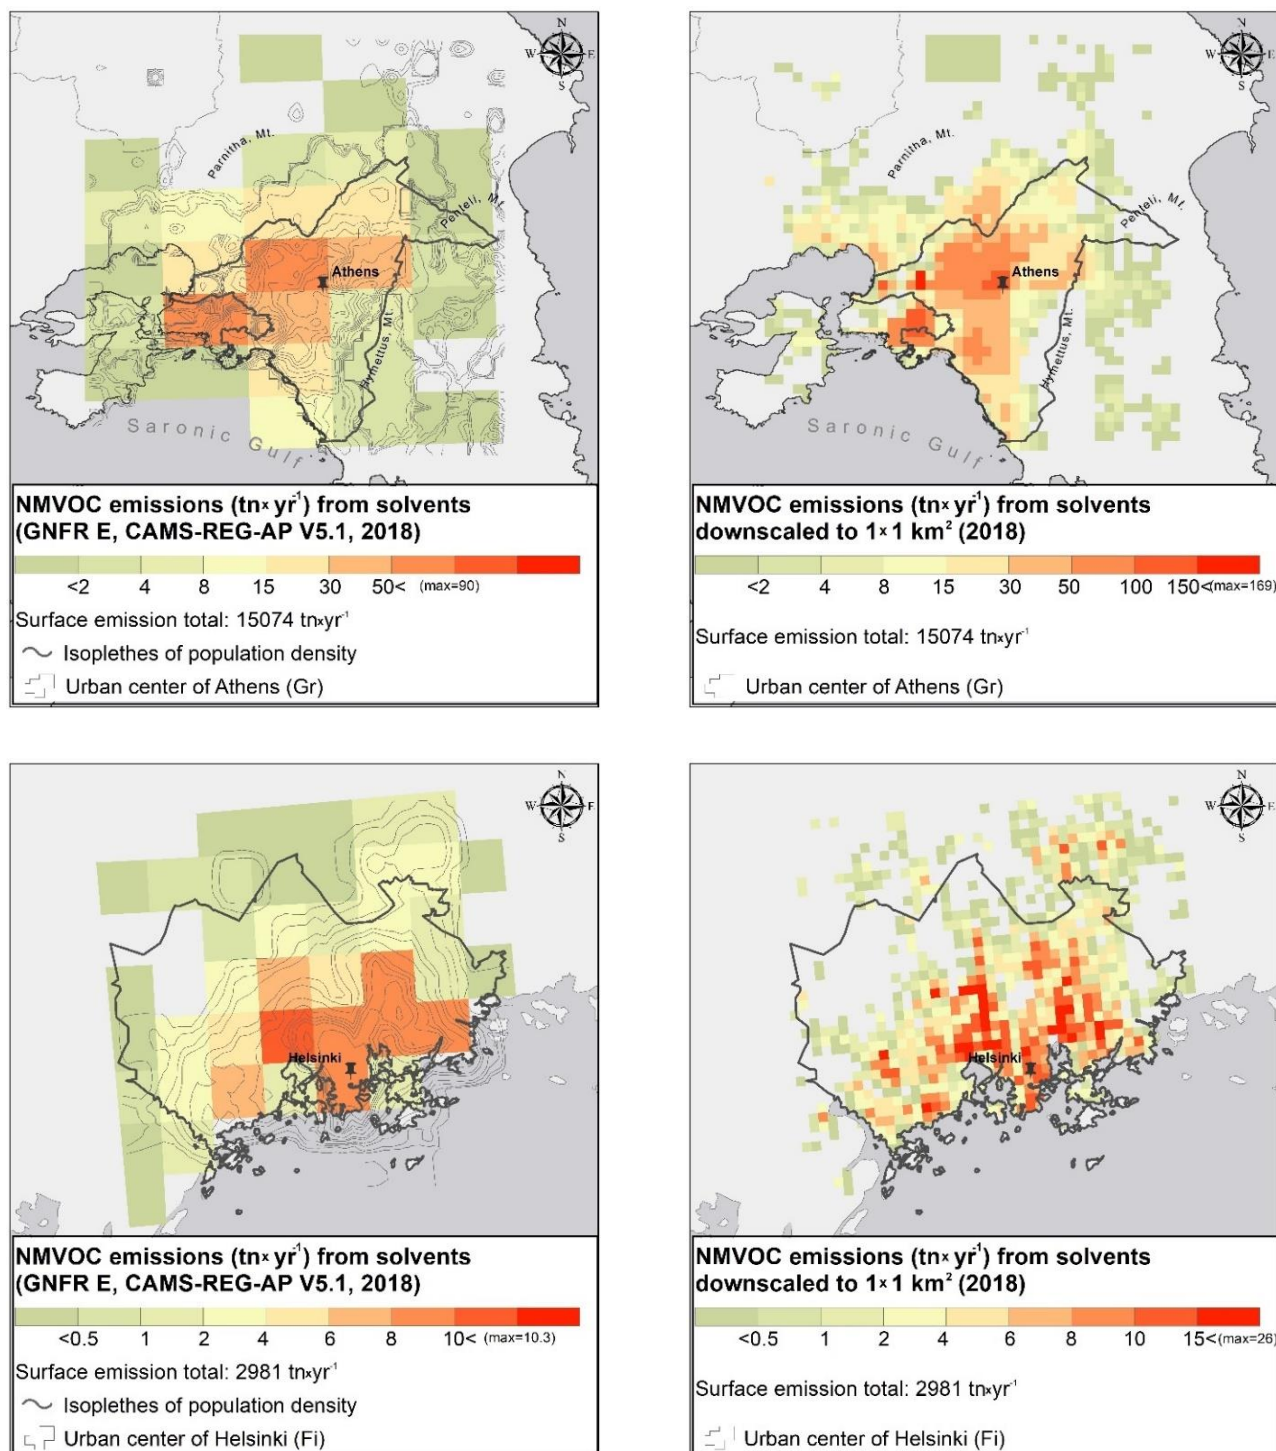 N
W E
S
Parnitha, Mt.
Penteli, Mt.
Athens
Hymettus, Mt.
Saronic Gulf
NMVOC emissions (tn× yr⁻¹) from solvents
(GNFR E, CAMS-REG-AP V5.1, 2018)
<2 4 8 15 30 50< (max=90)
Surface emission total: 15074 tn×yr⁻¹
Isoplethes of population density
Urban center of Athens (Gr)
N
W E
S
Parnitha, Mt.
Penteli, Mt.
Athens
Hymettus, Mt.
Saronic Gulf
NMVOC emissions (tn× yr⁻¹) from solvents
downscaled to 1×1 km² (2018)
<2 4 8 15 30 50 100 150<(max=169)
Surface emission total: 15074 tn×yr⁻¹
Urban center of Athens (Gr)
N
W E
S
Helsinki
NMVOC emissions (tn× yr⁻¹) from solvents
(GNFR E, CAMS-REG-AP V5.1, 2018)
<0.5 1 2 4 6 8 10< (max=10.3)
Surface emission total: 2981 tn×yr⁻¹
Isoplethes of population density
Urban center of Helsinki (Fi)
N
W E
S
Helsinki
NMVOC emissions (tn× yr⁻¹) from solvents
downscaled to 1×1 km² (2018)
<0.5 1 2 4 6 8 10 15<(max=26)
Surface emission total: 2981 tn×yr⁻¹
Urban center of Helsinki (Fi)